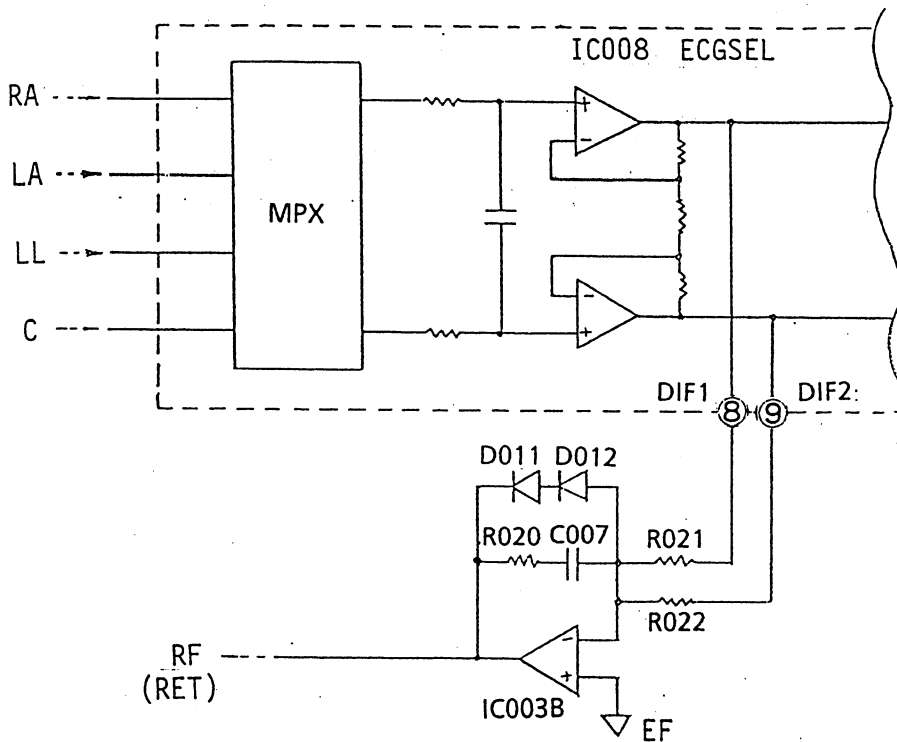 IC008 ECGSEL
RA
LA
LL
C
MPX
+
-
-
+
DIF1
8
9
DIF2:
D011 D012
R020 C007
R021
R022
-
+
RF
(RET)
IC003B
EF